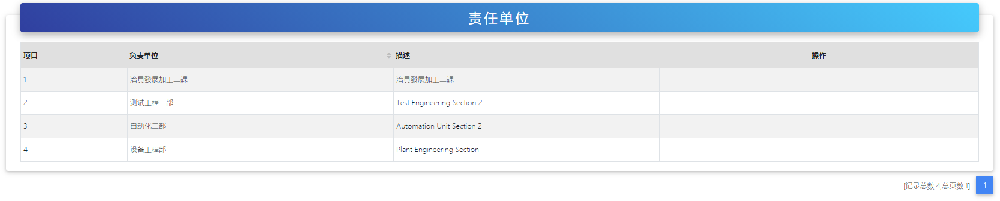 责任单位
项目 负责单位 描述 操作
1 治具發展加工二課 治具發展加工二課
2 测试工程二部 Test Engineering Section 2
3 自动化二部 Automation Unit Section 2
4 设备工程部 Plant Engineering Section
[记录总数:4,总页数:1] 1